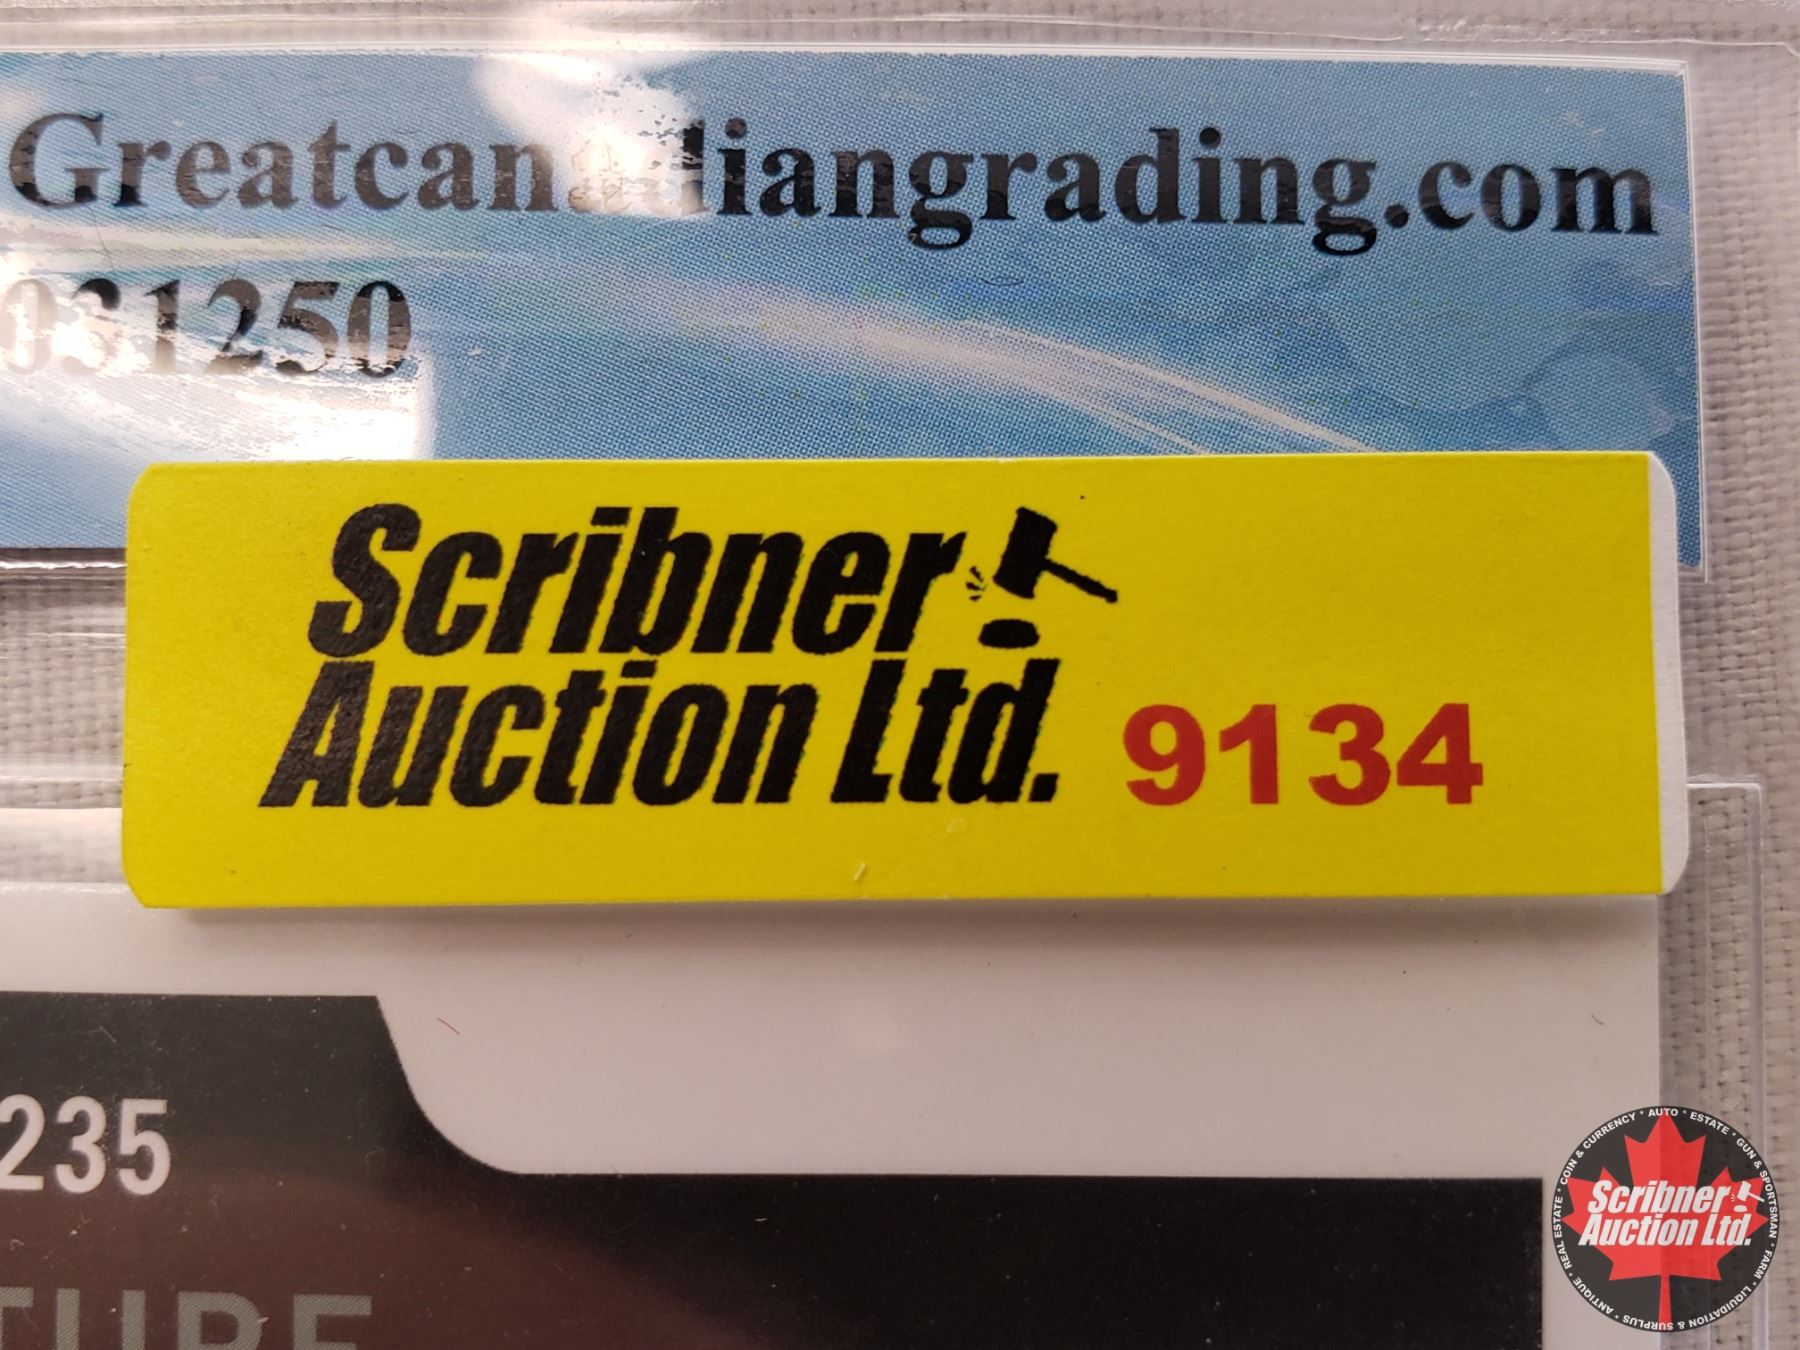 Greatcanadiangrading.com
031250
Scribner
Auction Ltd. 9134
235
TURE
COIN & CURRENCY * AUTO * ESTATE * GUN & SPORTSMAN * FARM * LIQUIDATION & SURPLUS * ANTIQUE * REAL ESTATE *
Scribner
Auction Ltd.